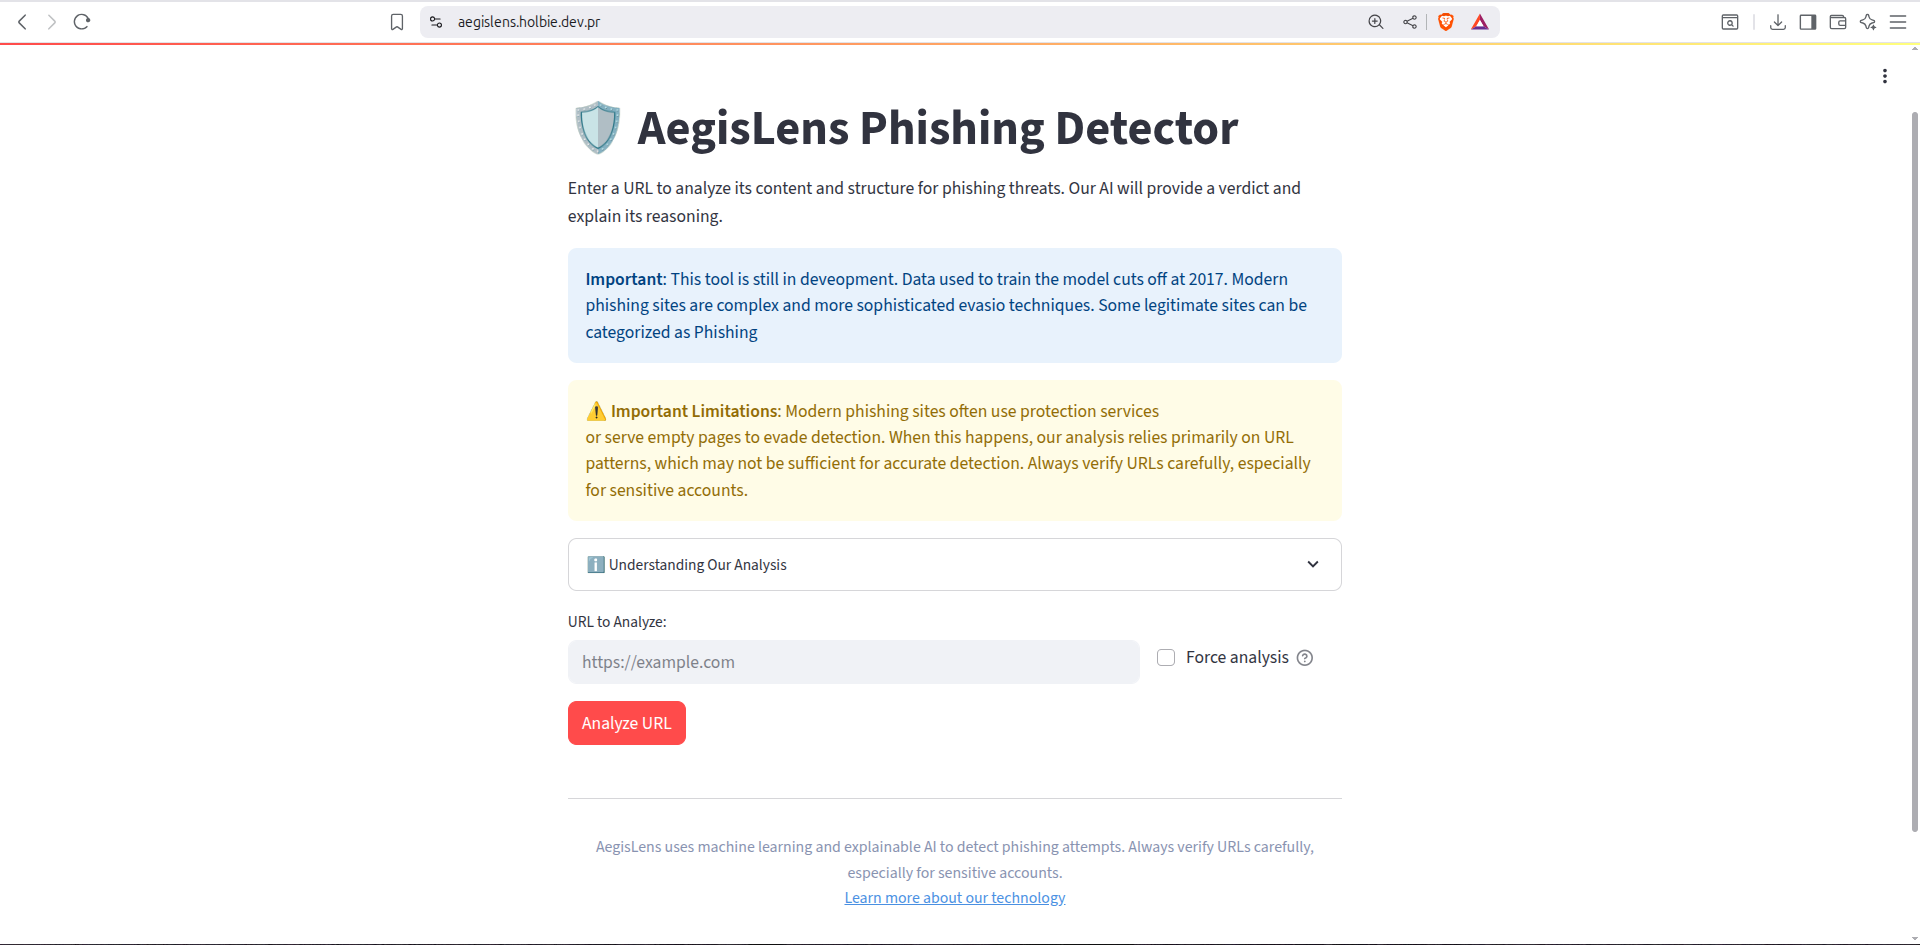 aegislens.holbie.dev.pr
AegisLens Phishing Detector
Enter a URL to analyze its content and structure for phishing threats. Our AI will provide a verdict and
explain its reasoning.
Important: This tool is still in deveopment. Data used to train the model cuts off at 2017. Modern
phishing sites are complex and more sophisticated evasio techniques. Some legitimate sites can be
categorized as Phishing
⚠️ Important Limitations: Modern phishing sites often use protection services
or serve empty pages to evade detection. When this happens, our analysis relies primarily on URL
patterns, which may not be sufficient for accurate detection. Always verify URLs carefully, especially
for sensitive accounts.
ℹ️ Understanding Our Analysis
URL to Analyze:
https://example.com
Force analysis
Analyze URL
AegisLens uses machine learning and explainable AI to detect phishing attempts. Always verify URLs carefully,
especially for sensitive accounts.
Learn more about our technology